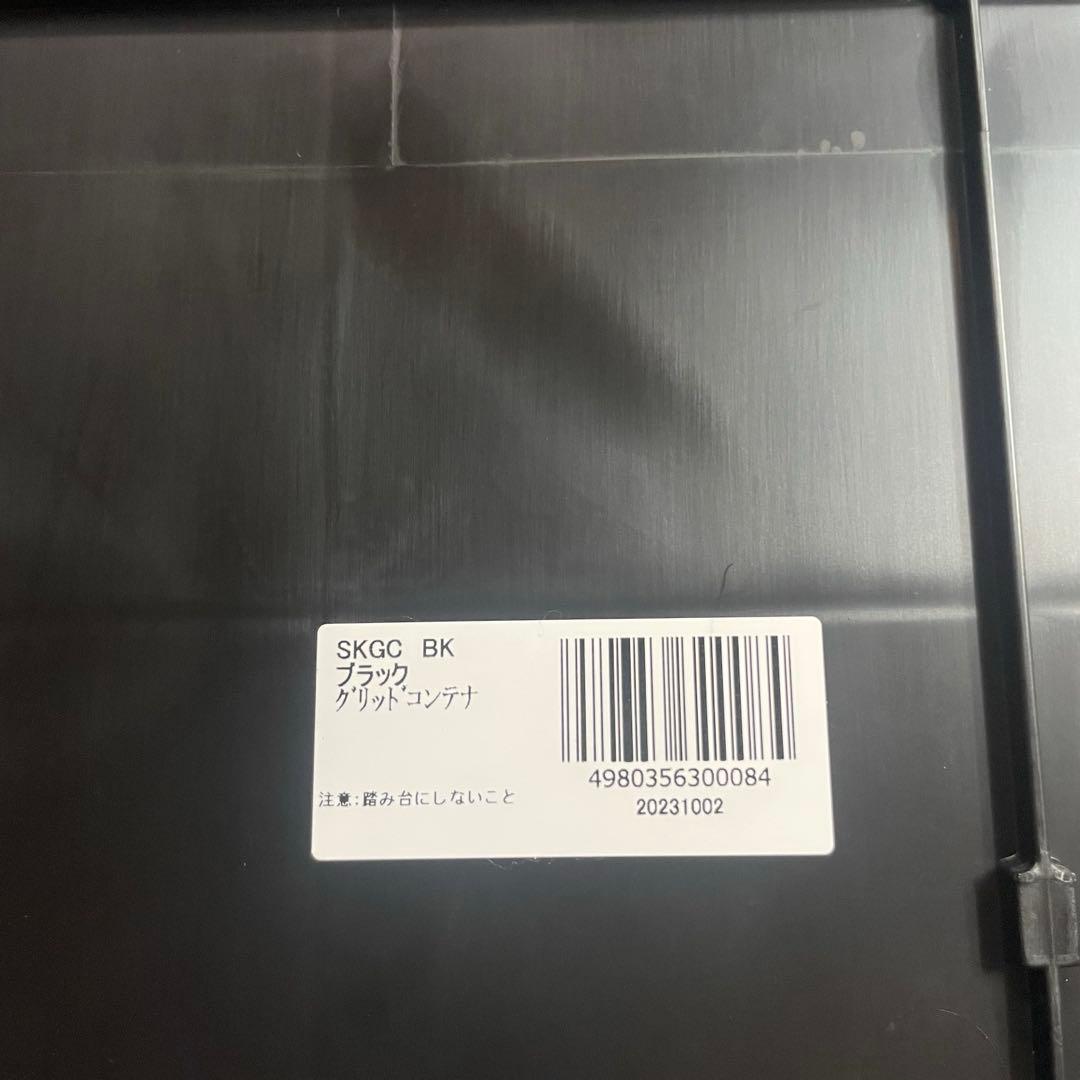 SKGC BK
ブラック
グリッドコンテナ
注意:踏み台にしないこと
4980356300084
20231002